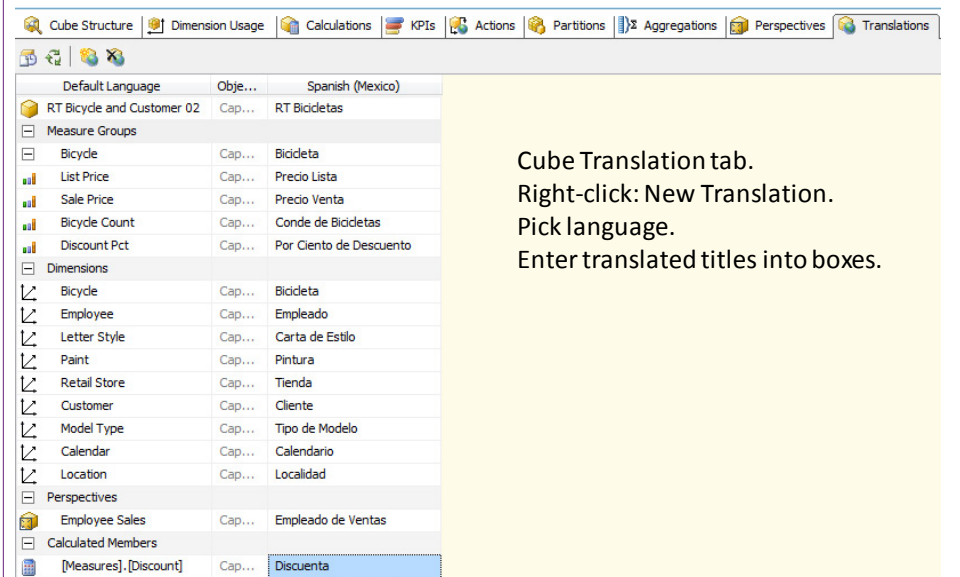 Cube Structure Dimension Usage Calculations KPIs Actions Partitions Aggregations Perspectives Translations
Default Language Obje... Spanish (Mexico)
RT Bicycle and Customer 02 Cap... RT Bicicletas
Measure Groups
Bicycle Cap... Bicicleta
List Price Cap... Precio Lista
Sale Price Cap... Precio Venta
Bicycle Count Cap... Conde de Bicicletas
Discount Pct Cap... Por Ciento de Descuento
Dimensions
Bicycle Cap... Bicicleta
Employee Cap... Empleado
Letter Style Cap... Carta de Estilo
Paint Cap... Pintura
Retail Store Cap... Tienda
Customer Cap... Cliente
Model Type Cap... Tipo de Modelo
Calendar Cap... Calendario
Location Cap... Localidad
Perspectives
Employee Sales Cap... Empleado de Ventas
Calculated Members
[Measures].[Discount] Cap... Discuenta
Cube Translation tab.
Right-click: New Translation.
Pick language.
Enter translated titles into boxes.